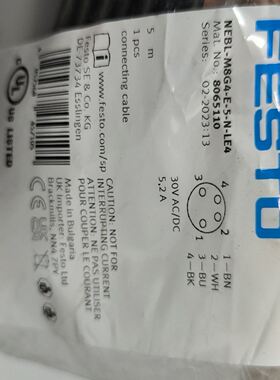 FESTO
NEBL-M8G4-E-5-N-LE4
Mat. No.: 8065110
Series: 02-2023:13
4
2
3
1
1-BN
2-WH
3-BU
4-BK
30V AC/DC
5,2 A
5 m
1 pcs
connecting cable
Festo SE & Co. KG
DE 73734 Esslingen
www.festo.com/sp
CAUTION, NOT FOR
INTERRUPTING CURRENT
ATTENTION, NE PAS UTILISER
POUR COUPER LE COURANT
Made in Bulgaria
UK Importer Festo Ltd
Brackmills, NN4 7PY
UL
US LISTED